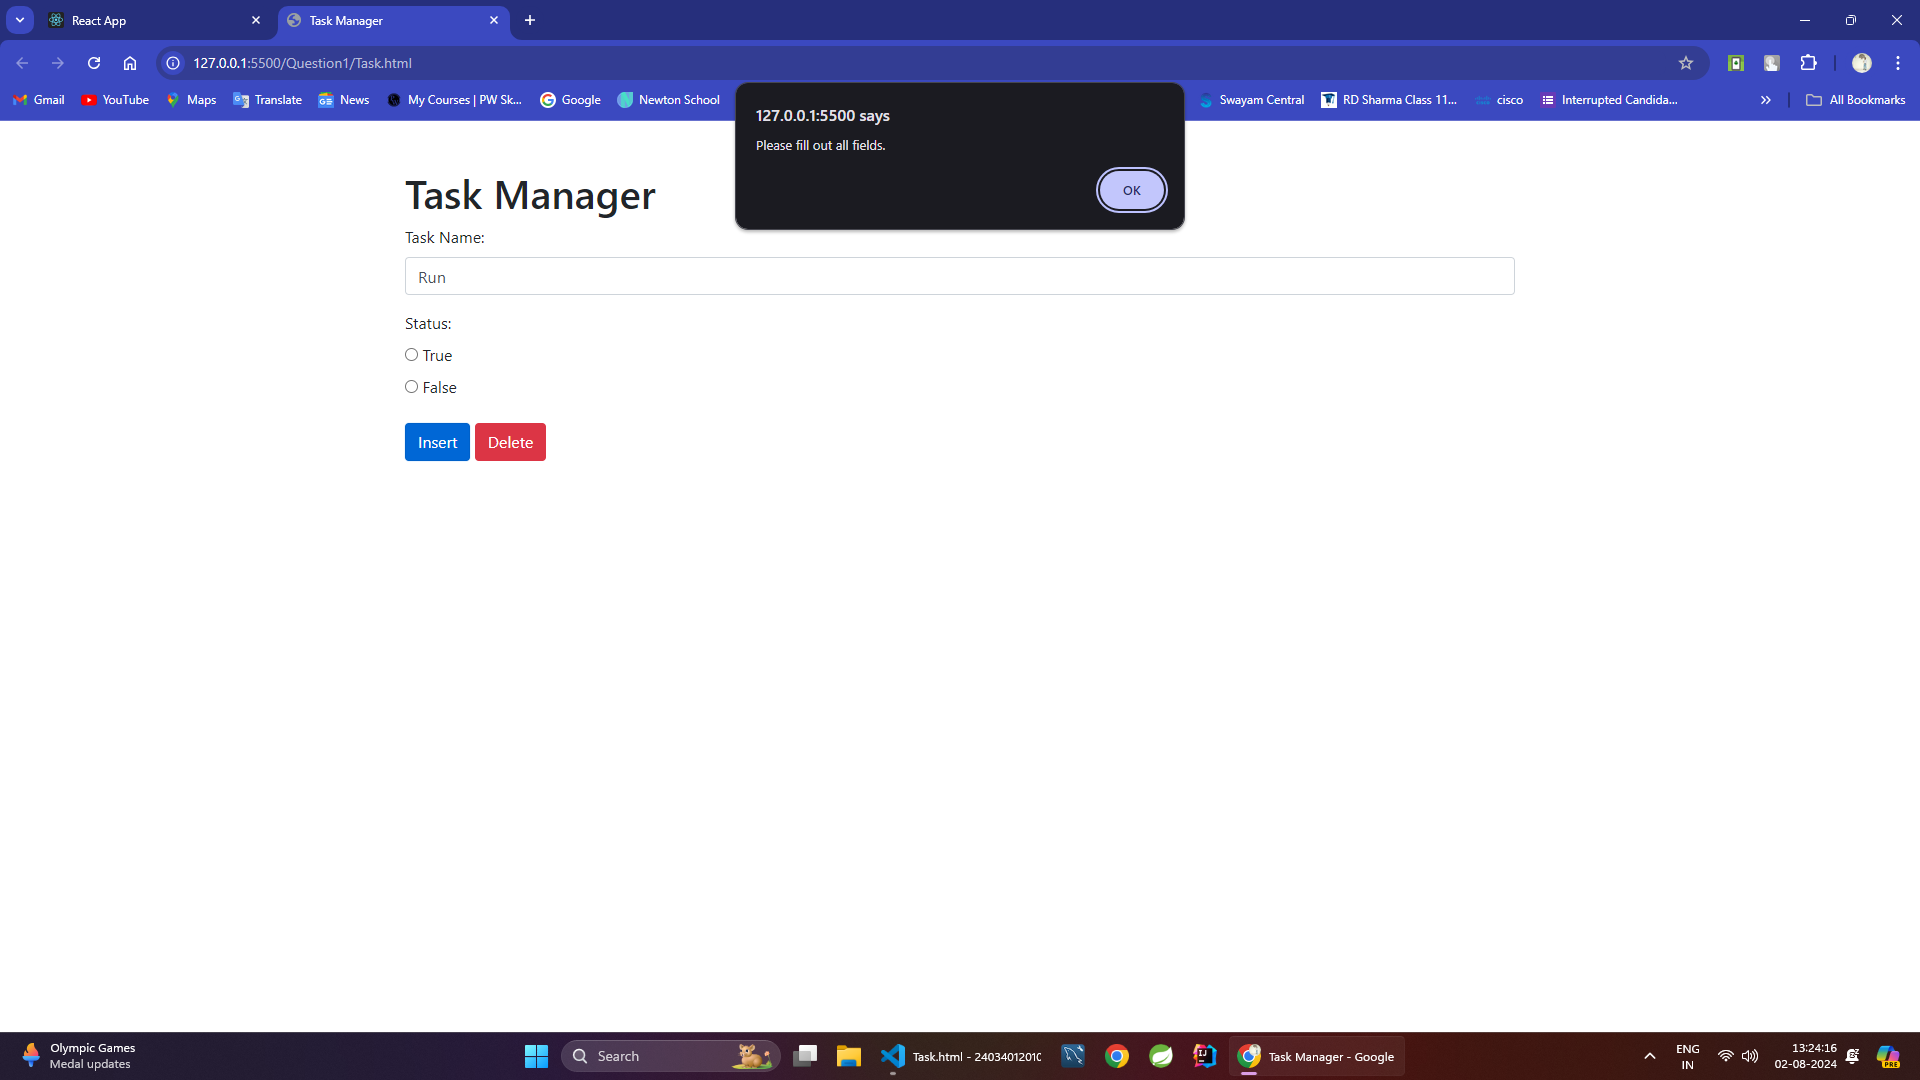 React App
Task Manager
127.0.0.1:5500/Question1/Task.html
Gmail
YouTube
Maps
Translate
News
My Courses | PW Sk...
Google
Newton School
Swayam Central
RD Sharma Class 11...
cisco
Interrupted Candida...
All Bookmarks
127.0.0.1:5500 says
Please fill out all fields.
OK
Task Manager
Task Name:
Run
Status:
True
False
Insert
Delete
Olympic Games
Medal updates
Search
Task.html - 24034012010
Task Manager - Google
ENG
IN
13:24:16
02-08-2024
PRE